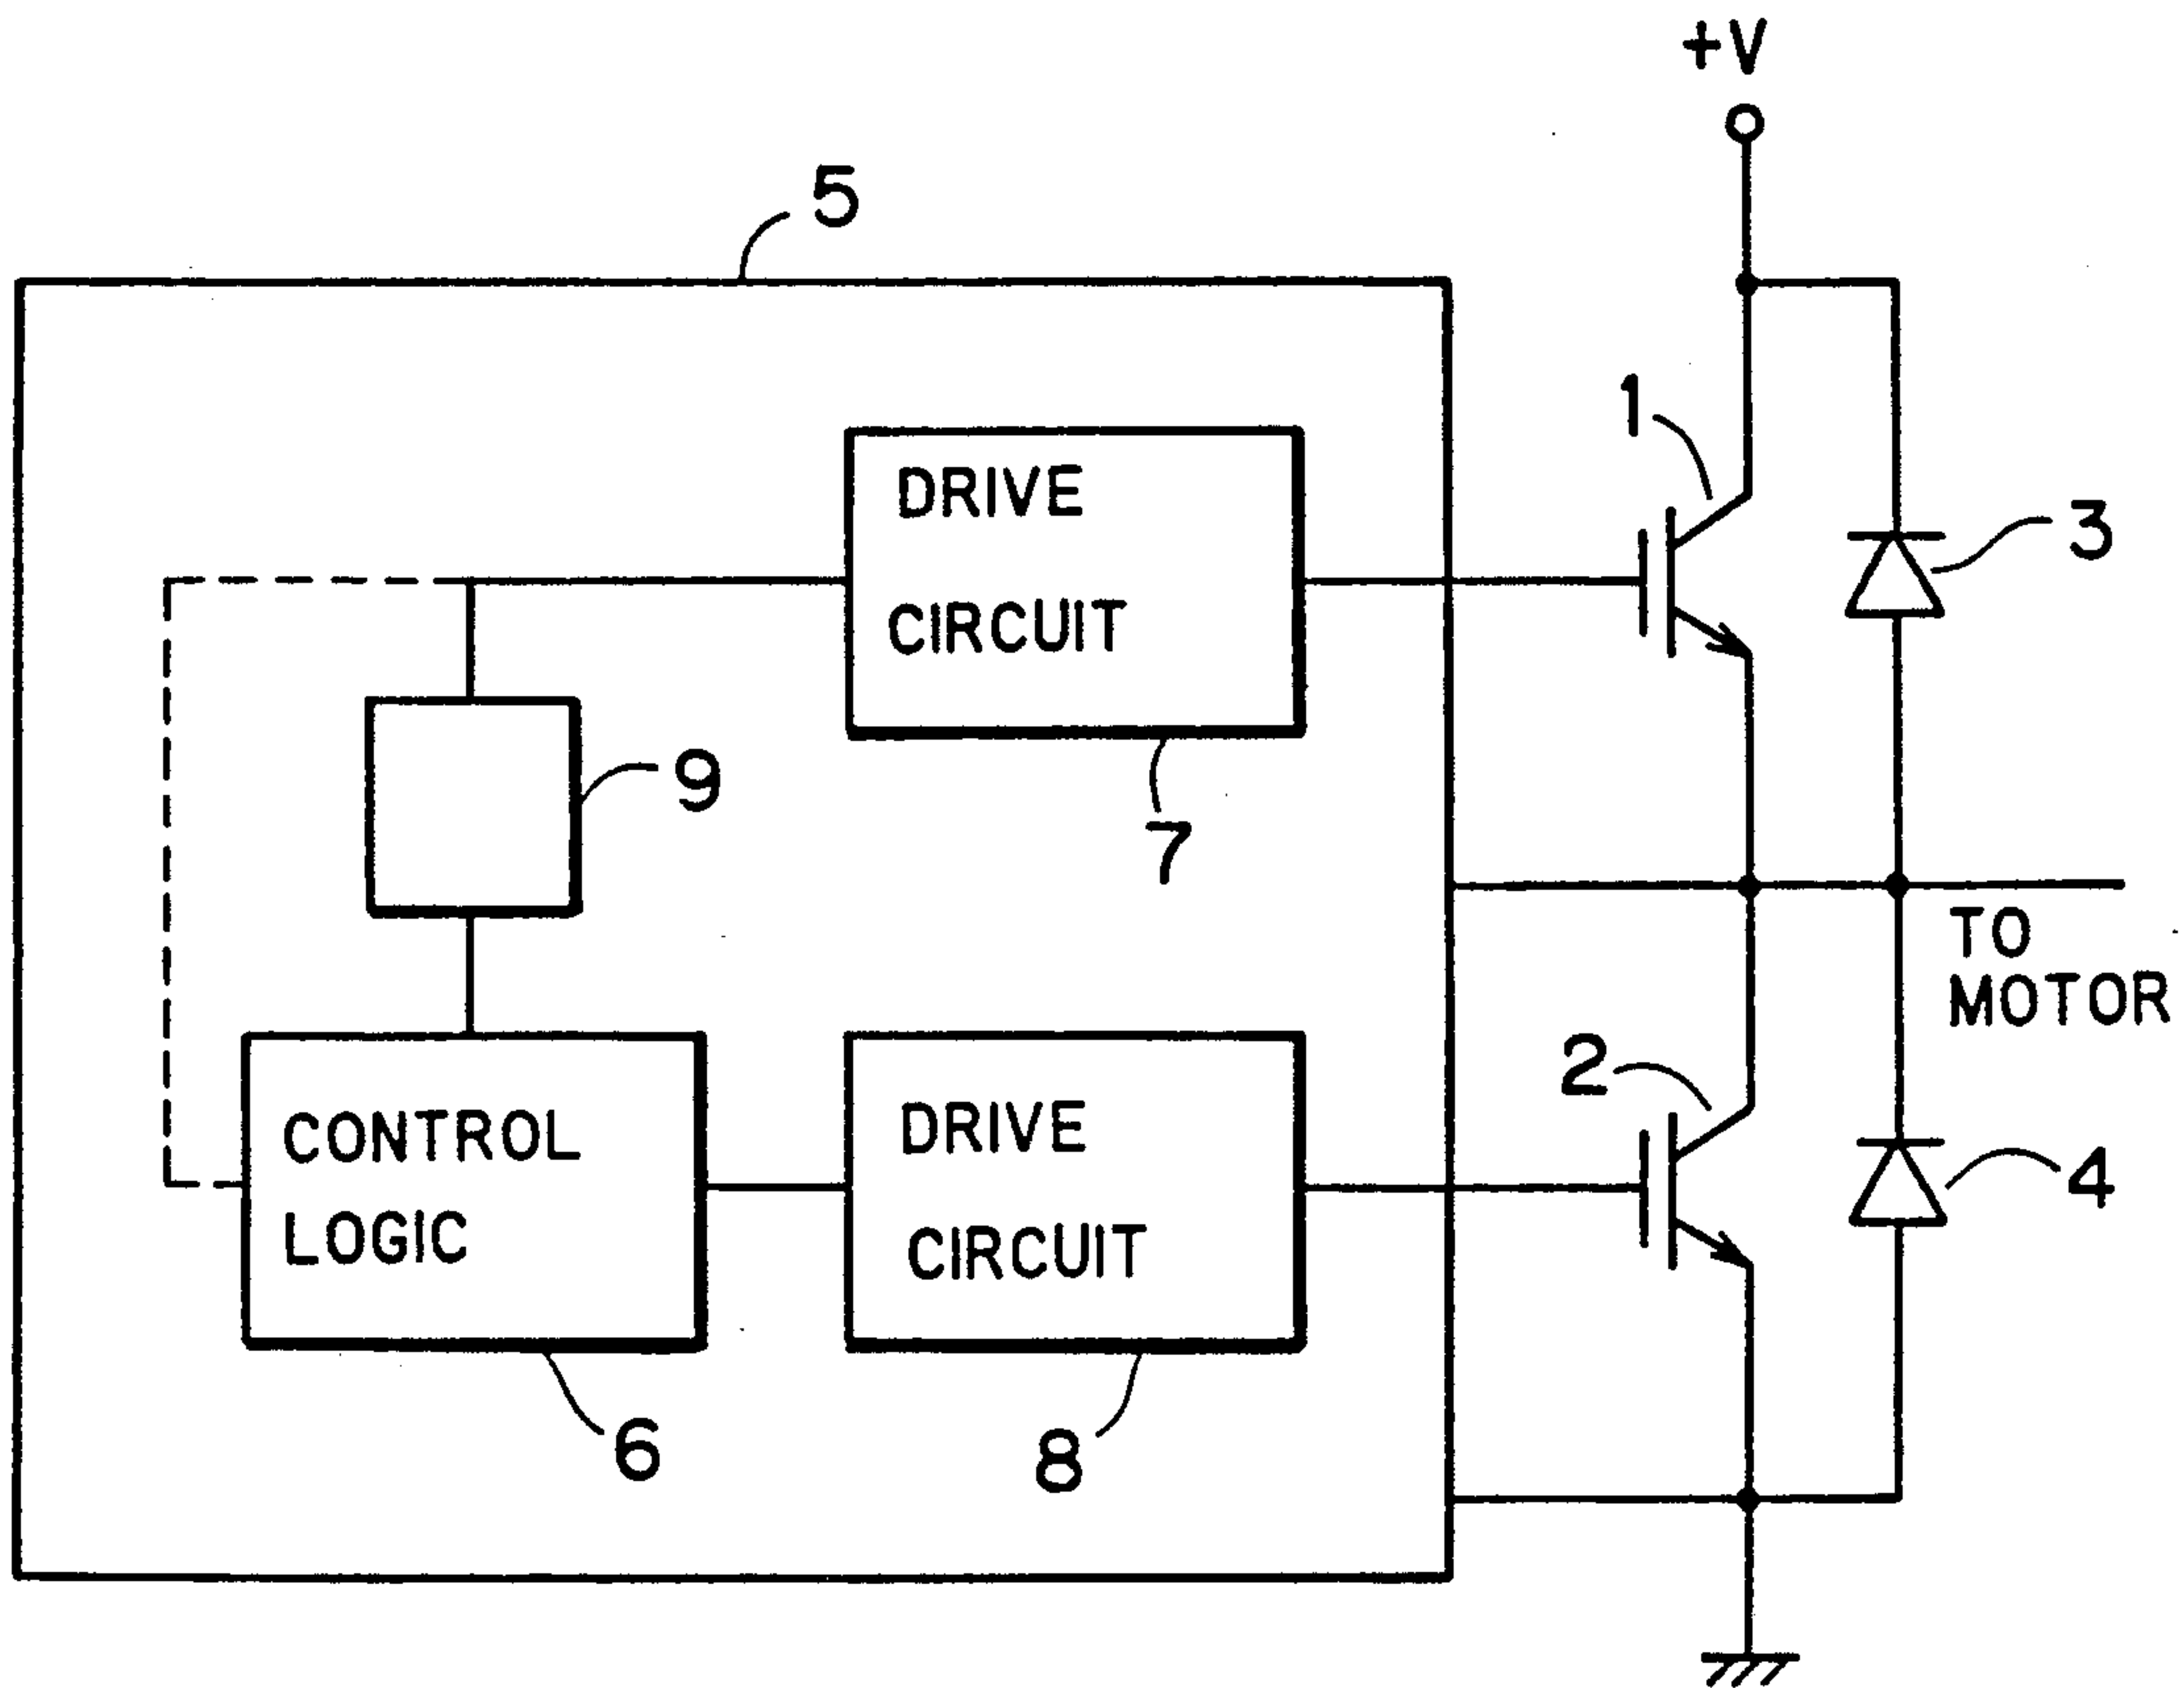 +V
5
1
DRIVE
CIRCUIT
3
9
7
TO
MOTOR
2
CONTROL
LOGIC
DRIVE
CIRCUIT
4
6
8